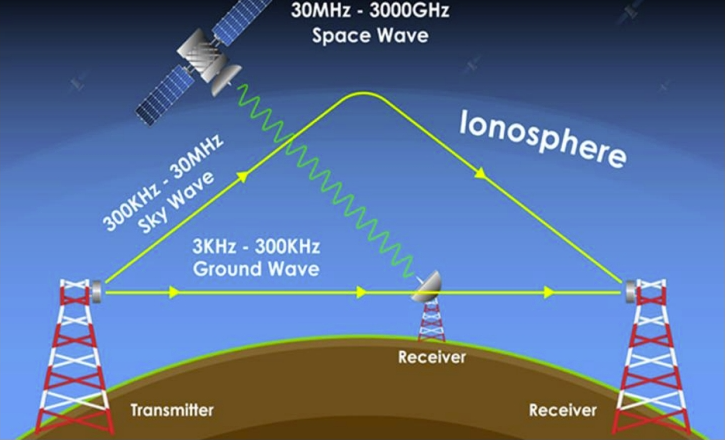 30MHz - 3000GHz
Space Wave
Ionosphere
300KHz - 30MHz
Sky Wave
3KHz - 300KHz
Ground Wave
Receiver
Transmitter
Receiver